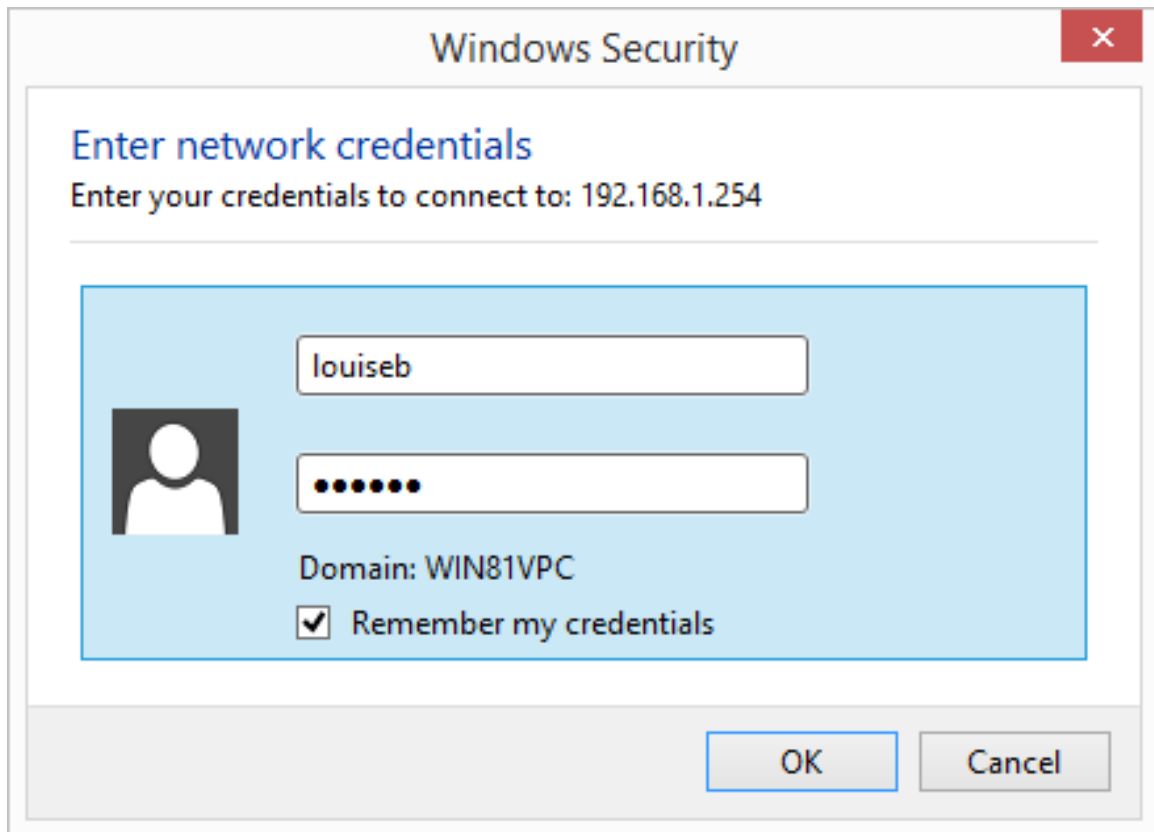 Windows Security
Enter network credentials
Enter your credentials to connect to: 192.168.1.254
louiseb
●●●●●●
Domain: WIN81VPC
Remember my credentials
OK
Cancel